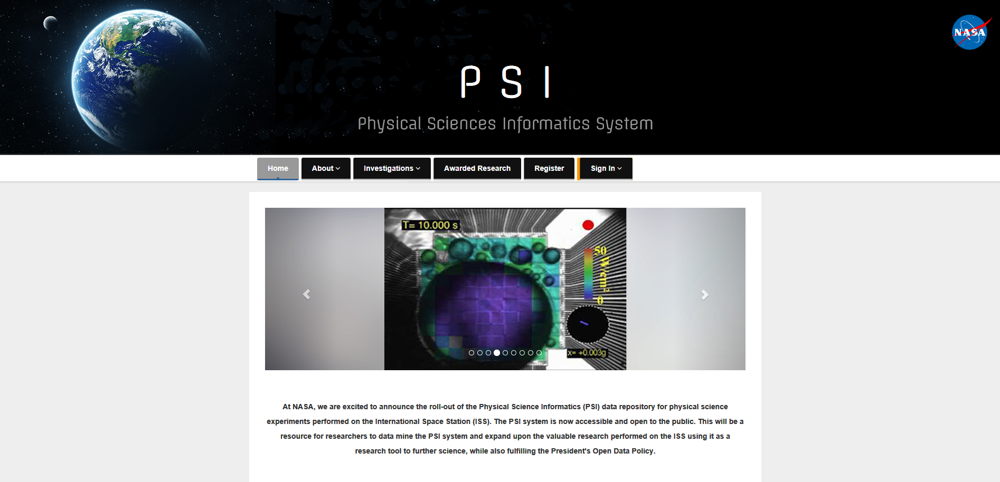 NASA
P S I
Physical Sciences Informatics System
Home
About
Investigations
Awarded Research
Register
Sign In
T= 10.000 s
50
W/cm²
0
x= +0.003g
At NASA, we are excited to announce the roll-out of the Physical Science Informatics (PSI) data repository for physical science
experiments performed on the International Space Station (ISS). The PSI system is now accessible and open to the public. This will be a
resource for researchers to data mine the PSI system and expand upon the valuable research performed on the ISS using it as a
research tool to further science, while also fulfilling the President's Open Data Policy.